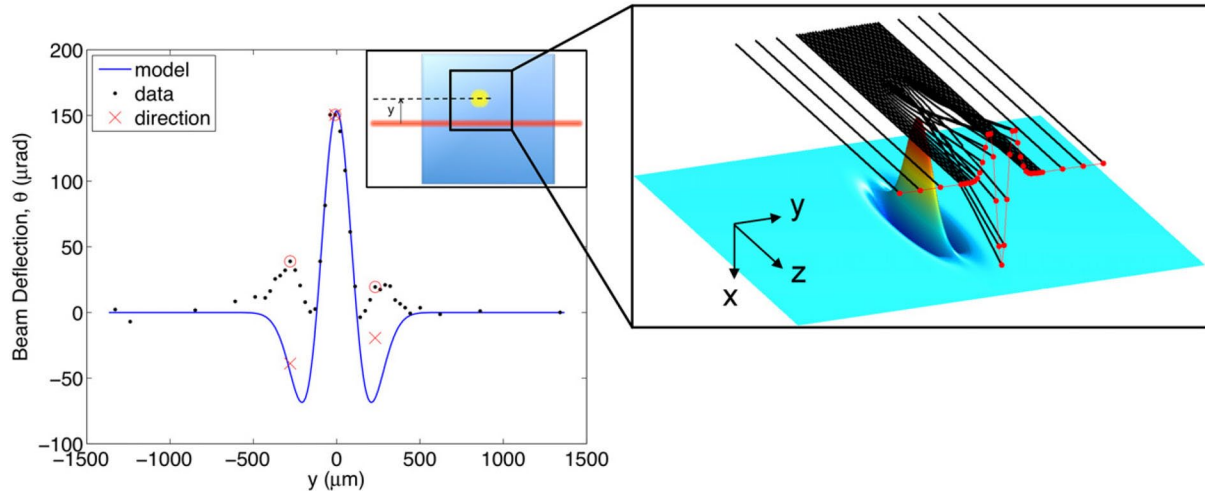 200
150
100
50
0
−50
−100
−1500
−1000
−500
0
500
1000
1500
Beam Deflection, θ (μrad)
y (μm)
model
data
direction
y
y
z
x